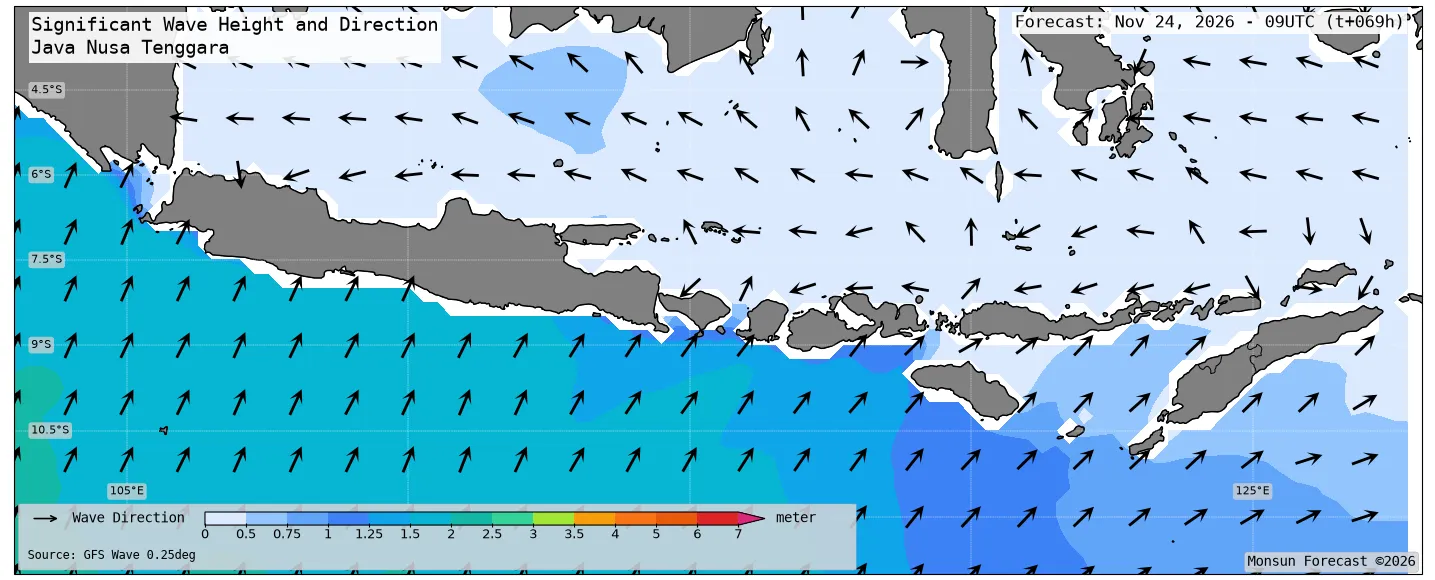 Significant Wave Height and Direction
Java Nusa Tenggara
Forecast: Nov 24, 2026 - 09UTC (t+069h)
4.5°S
6°S
7.5°S
9°S
10.5°S
105°E
125°E
Wave Direction
meter
0 0.5 0.75 1 1.25 1.5 2 2.5 3 3.5 4 5 6 7
Source: GFS Wave 0.25deg
Monsun Forecast ©2026